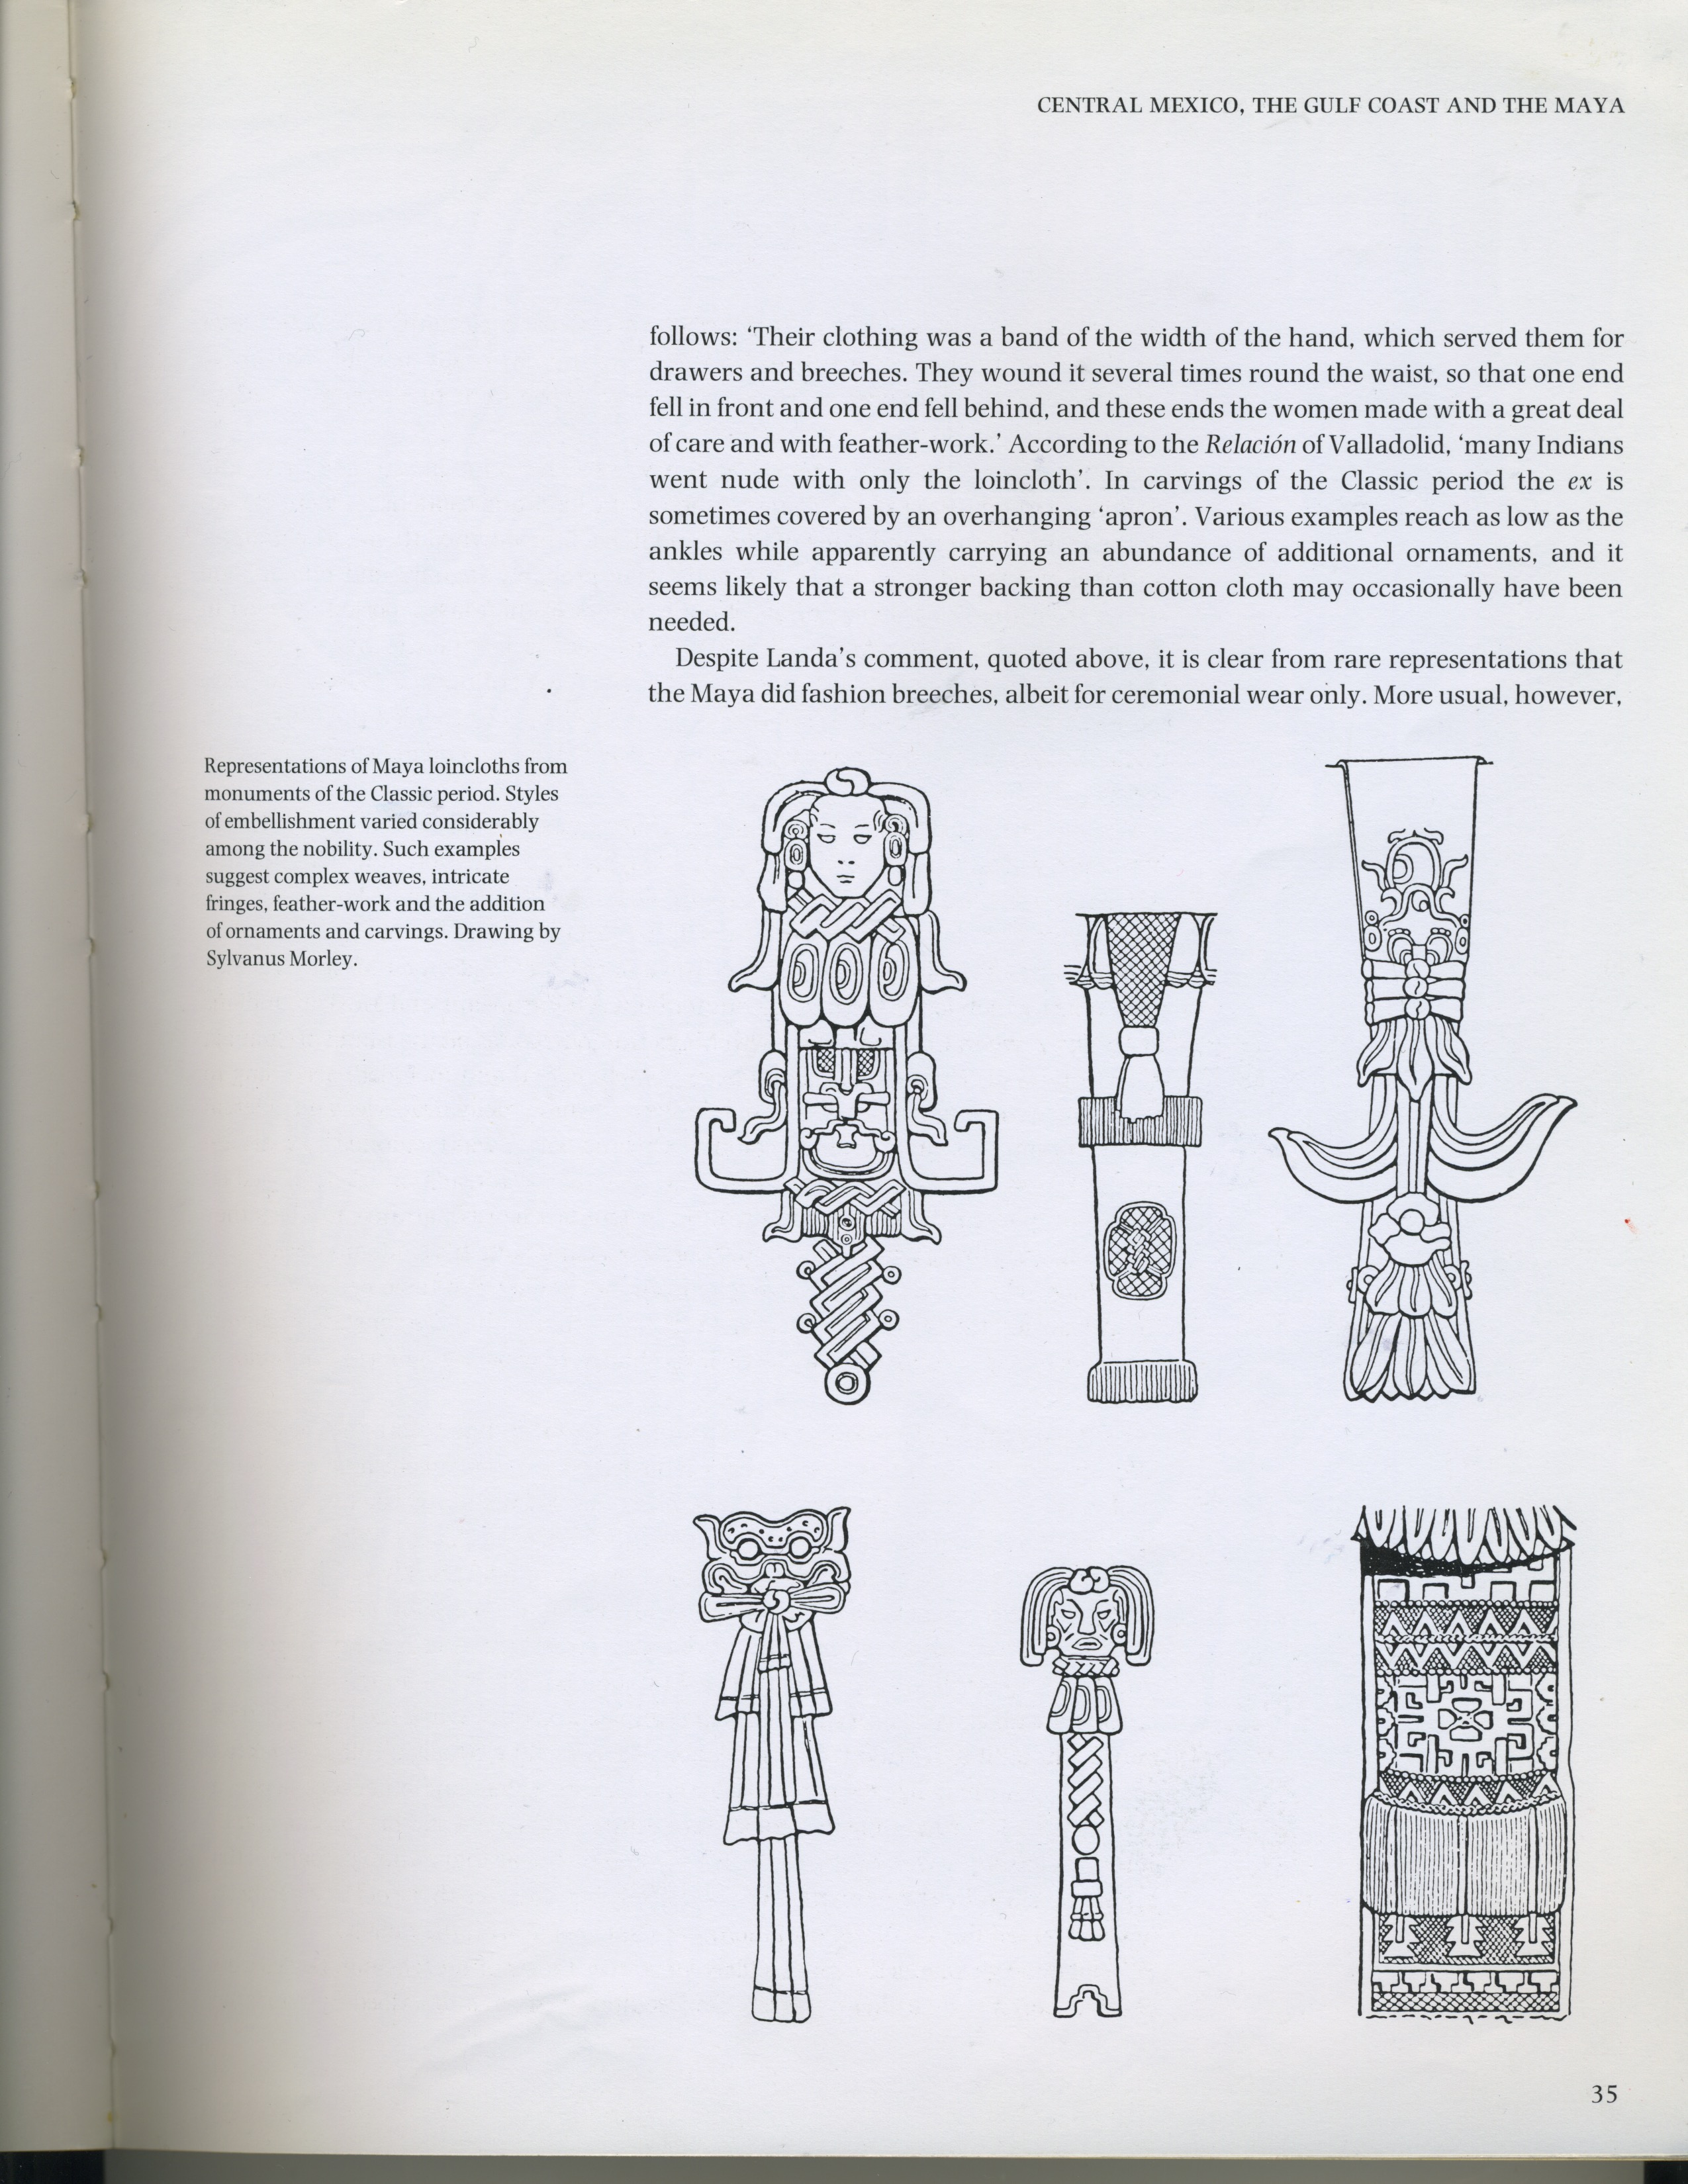 CENTRAL MEXICO, THE GULF COAST AND THE MAYA
follows: ‘Their clothing was a band of the width of the hand, which served them for
drawers and breeches. They wound it several times round the waist, so that one end
fell in front and one end fell behind, and these ends the women made with a great deal
of care and with feather-work.’ According to the Relación of Valladolid, ‘many Indians
went nude with only the loincloth’. In carvings of the Classic period the ex is
sometimes covered by an overhanging ‘apron’. Various examples reach as low as the
ankles while apparently carrying an abundance of additional ornaments, and it
seems likely that a stronger backing than cotton cloth may occasionally have been
needed.
Despite Landa’s comment, quoted above, it is clear from rare representations that
the Maya did fashion breeches, albeit for ceremonial wear only. More usual, however,
Representations of Maya loincloths from
monuments of the Classic period. Styles
of embellishment varied considerably
among the nobility. Such examples
suggest complex weaves, intricate
fringes, feather-work and the addition
of ornaments and carvings. Drawing by
Sylvanus Morley.
35